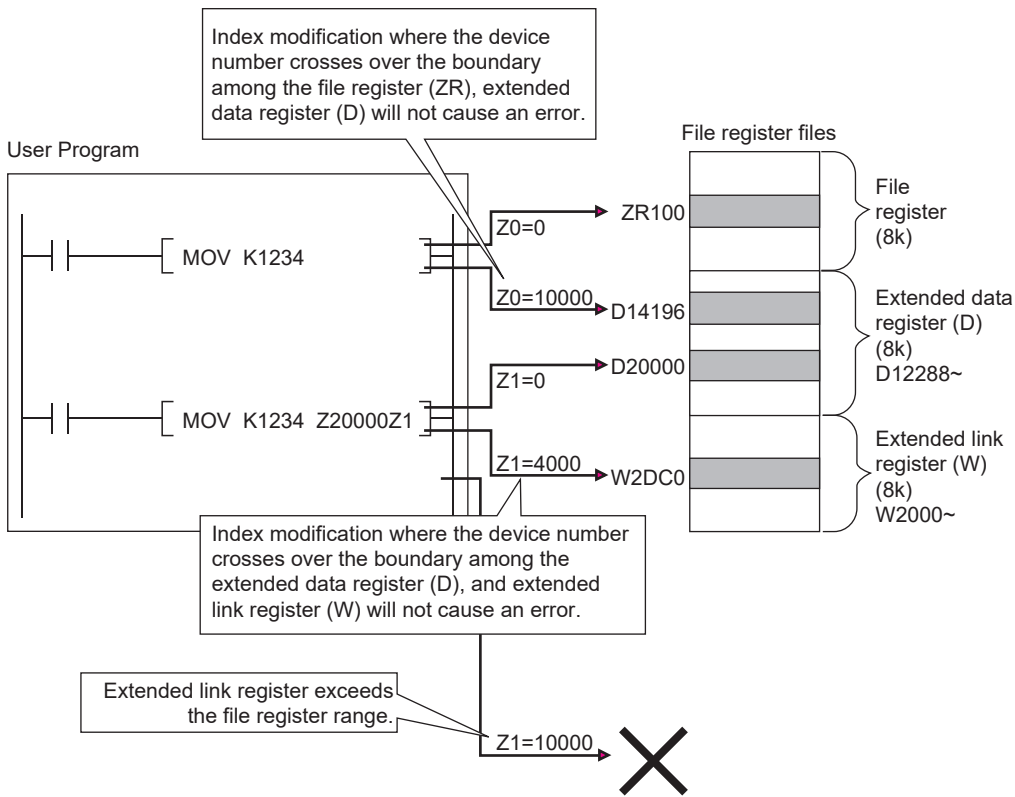 Index modification where the device
number crosses over the boundary
among the file register (ZR), extended
data register (D) will not cause an error.
User Program
File register files
MOV K1234
Z0=0
ZR100
File
register
(8k)
Z0=10000
D14196
Extended data
register (D)
(8k)
D12288~
Z1=0
D20000
MOV K1234 Z20000Z1
Z1=4000
W2DC0
Extended link
register (W)
(8k)
W2000~
Index modification where the device number
crosses over the boundary among the
extended data register (D), and extended
link register (W) will not cause an error.
Extended link register exceeds
the file register range.
Z1=10000